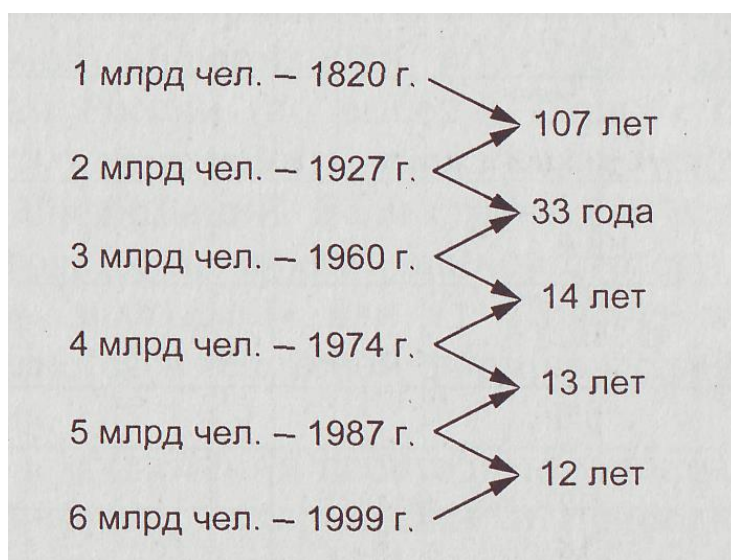 1 млрд чел. – 1820 г.
107 лет
2 млрд чел. – 1927 г.
33 года
3 млрд чел. – 1960 г.
14 лет
4 млрд чел. – 1974 г.
13 лет
5 млрд чел. – 1987 г.
12 лет
6 млрд чел. – 1999 г.